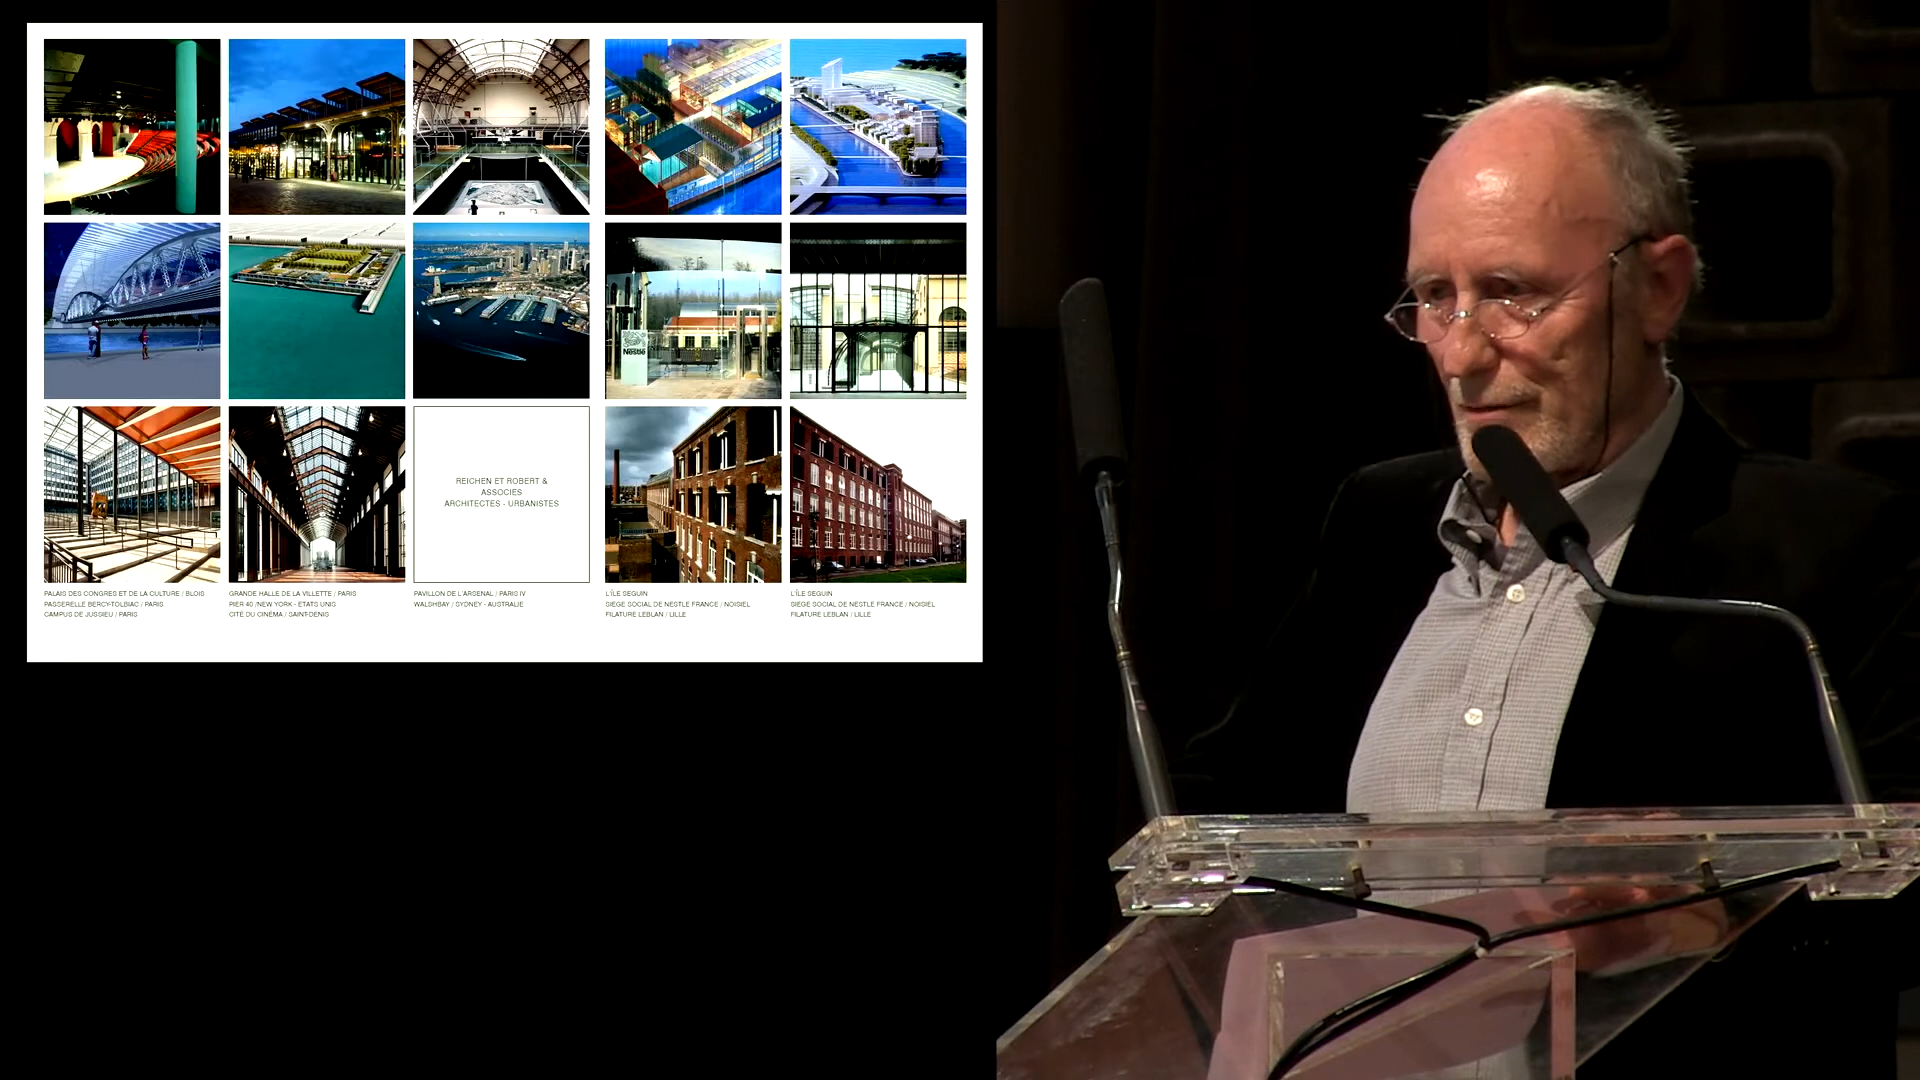 Nestlé
REICHEN ET ROBERT &
ASSOCIES
ARCHITECTES - URBANISTES
PALAIS DES CONGRES ET DE LA CULTURE / BLOIS
PASSERELLE BERCY-TOLBIAC / PARIS
CAMPUS DE JUSSIEU / PARIS
GRANDE HALLE DE LA VILLETTE / PARIS
PIER 40 /NEW YORK - ETATS UNIS
CITÉ DU CINÉMA / SAINT-DENIS
PAVILLON DE L'ARSENAL / PARIS IV
WALSHBAY / SYDNEY - AUSTRALIE
L'ÎLE SEGUIN
SIEGE SOCIAL DE NESTLE FRANCE / NOISIEL
FILATURE LEBLAN / LILLE
L'ÎLE SEGUIN
SIEGE SOCIAL DE NESTLE FRANCE / NOISIEL
FILATURE LEBLAN / LILLE